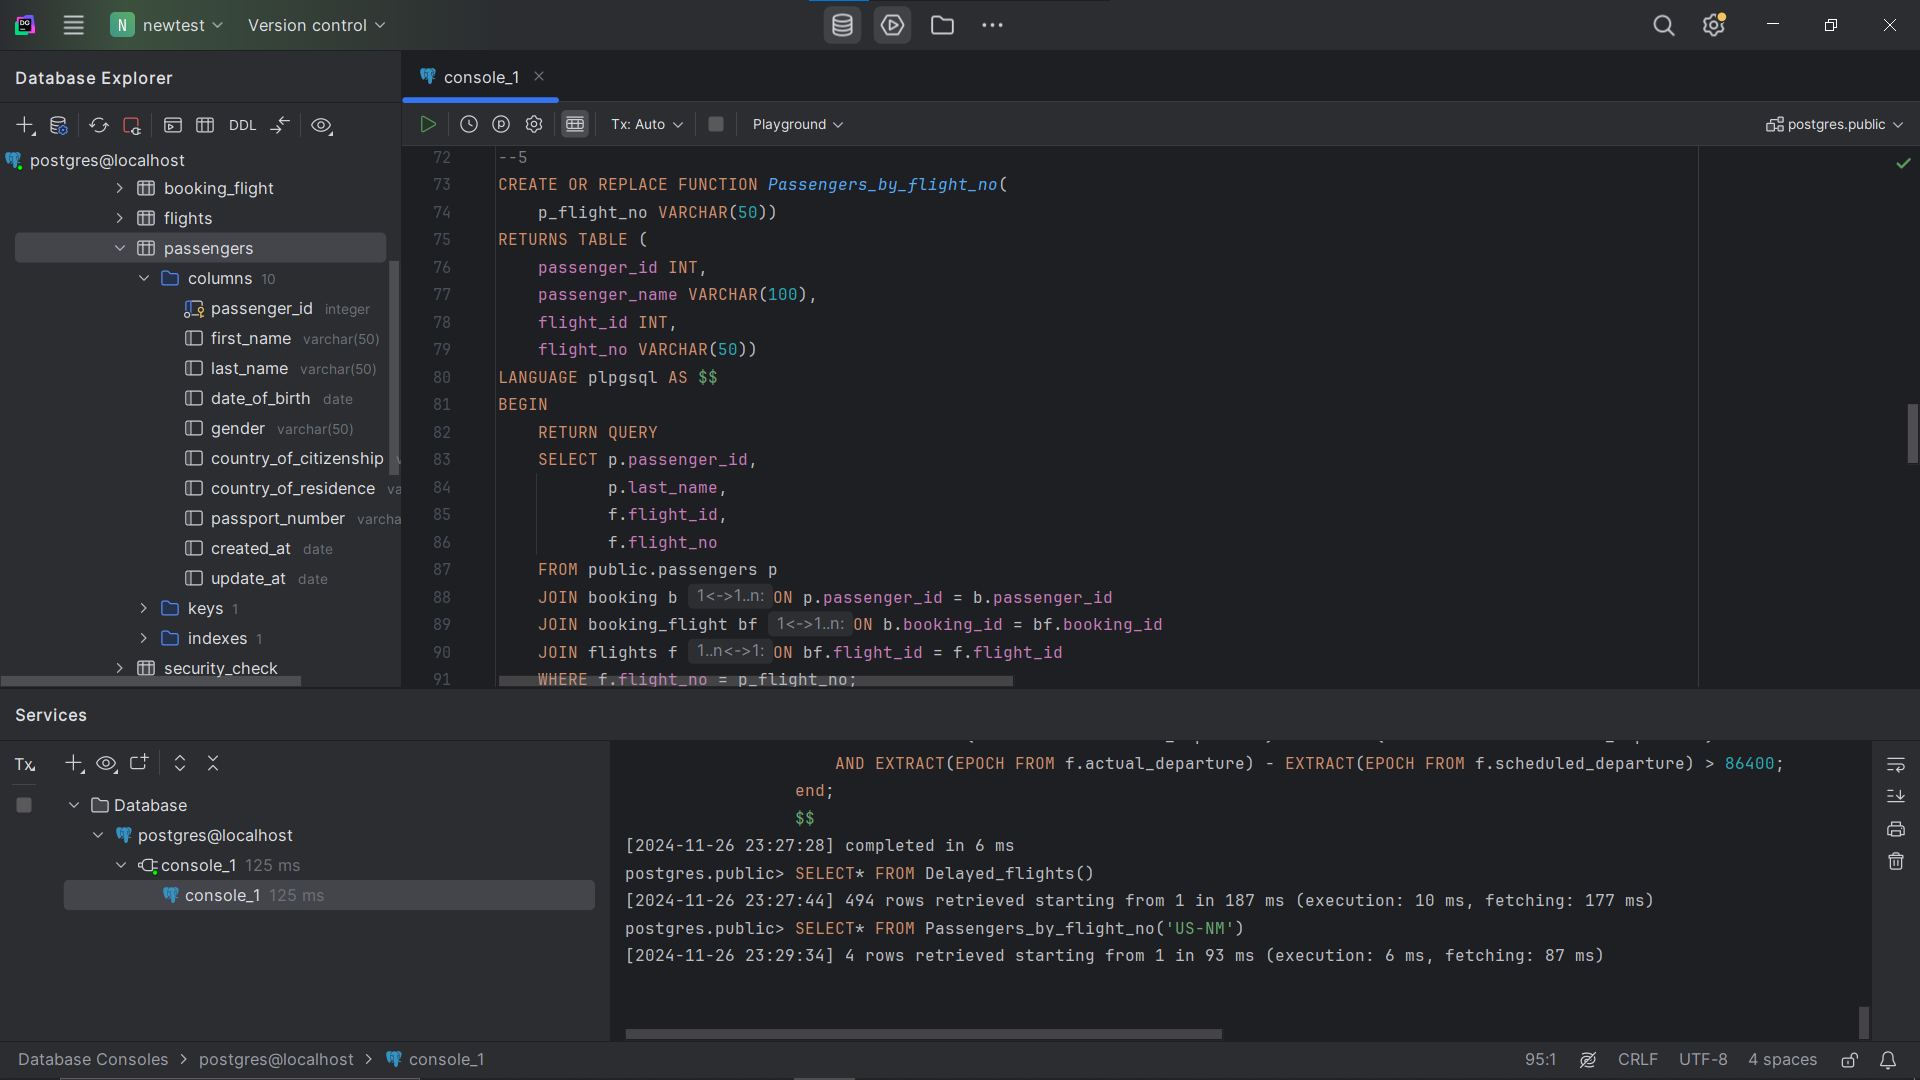 N newtest
Version control
Database Explorer
console_1
DDL
Tx: Auto
Playground
postgres.public
postgres@localhost
booking_flight
flights
passengers
columns 10
passenger_id integer
first_name varchar(50)
last_name varchar(50)
date_of_birth date
gender varchar(50)
country_of_citizenship
country_of_residence va
passport_number varcha
created_at date
update_at date
keys 1
indexes 1
security_check
72 --5
73 CREATE OR REPLACE FUNCTION Passengers_by_flight_no(
74 p_flight_no VARCHAR(50))
75 RETURNS TABLE (
76 passenger_id INT,
77 passenger_name VARCHAR(100),
78 flight_id INT,
79 flight_no VARCHAR(50))
80 LANGUAGE plpgsql AS $$
81 BEGIN
82 RETURN QUERY
83 SELECT p.passenger_id,
84 p.last_name,
85 f.flight_id,
86 f.flight_no
87 FROM public.passengers p
88 JOIN booking b 1<->1..n: ON p.passenger_id = b.passenger_id
89 JOIN booking_flight bf 1<->1..n: ON b.booking_id = bf.booking_id
90 JOIN flights f 1..n<->1: ON bf.flight_id = f.flight_id
91 WHERE f.flight_no = p_flight_no;
Services
Tx
Database
postgres@localhost
console_1 125 ms
console_1 125 ms
AND EXTRACT(EPOCH FROM f.actual_departure) - EXTRACT(EPOCH FROM f.scheduled_departure) > 86400;
end;
$$
[2024-11-26 23:27:28] completed in 6 ms
postgres.public> SELECT* FROM Delayed_flights()
[2024-11-26 23:27:44] 494 rows retrieved starting from 1 in 187 ms (execution: 10 ms, fetching: 177 ms)
postgres.public> SELECT* FROM Passengers_by_flight_no('US-NM')
[2024-11-26 23:29:34] 4 rows retrieved starting from 1 in 93 ms (execution: 6 ms, fetching: 87 ms)
Database Consoles > postgres@localhost > console_1
95:1 CRLF UTF-8 4 spaces